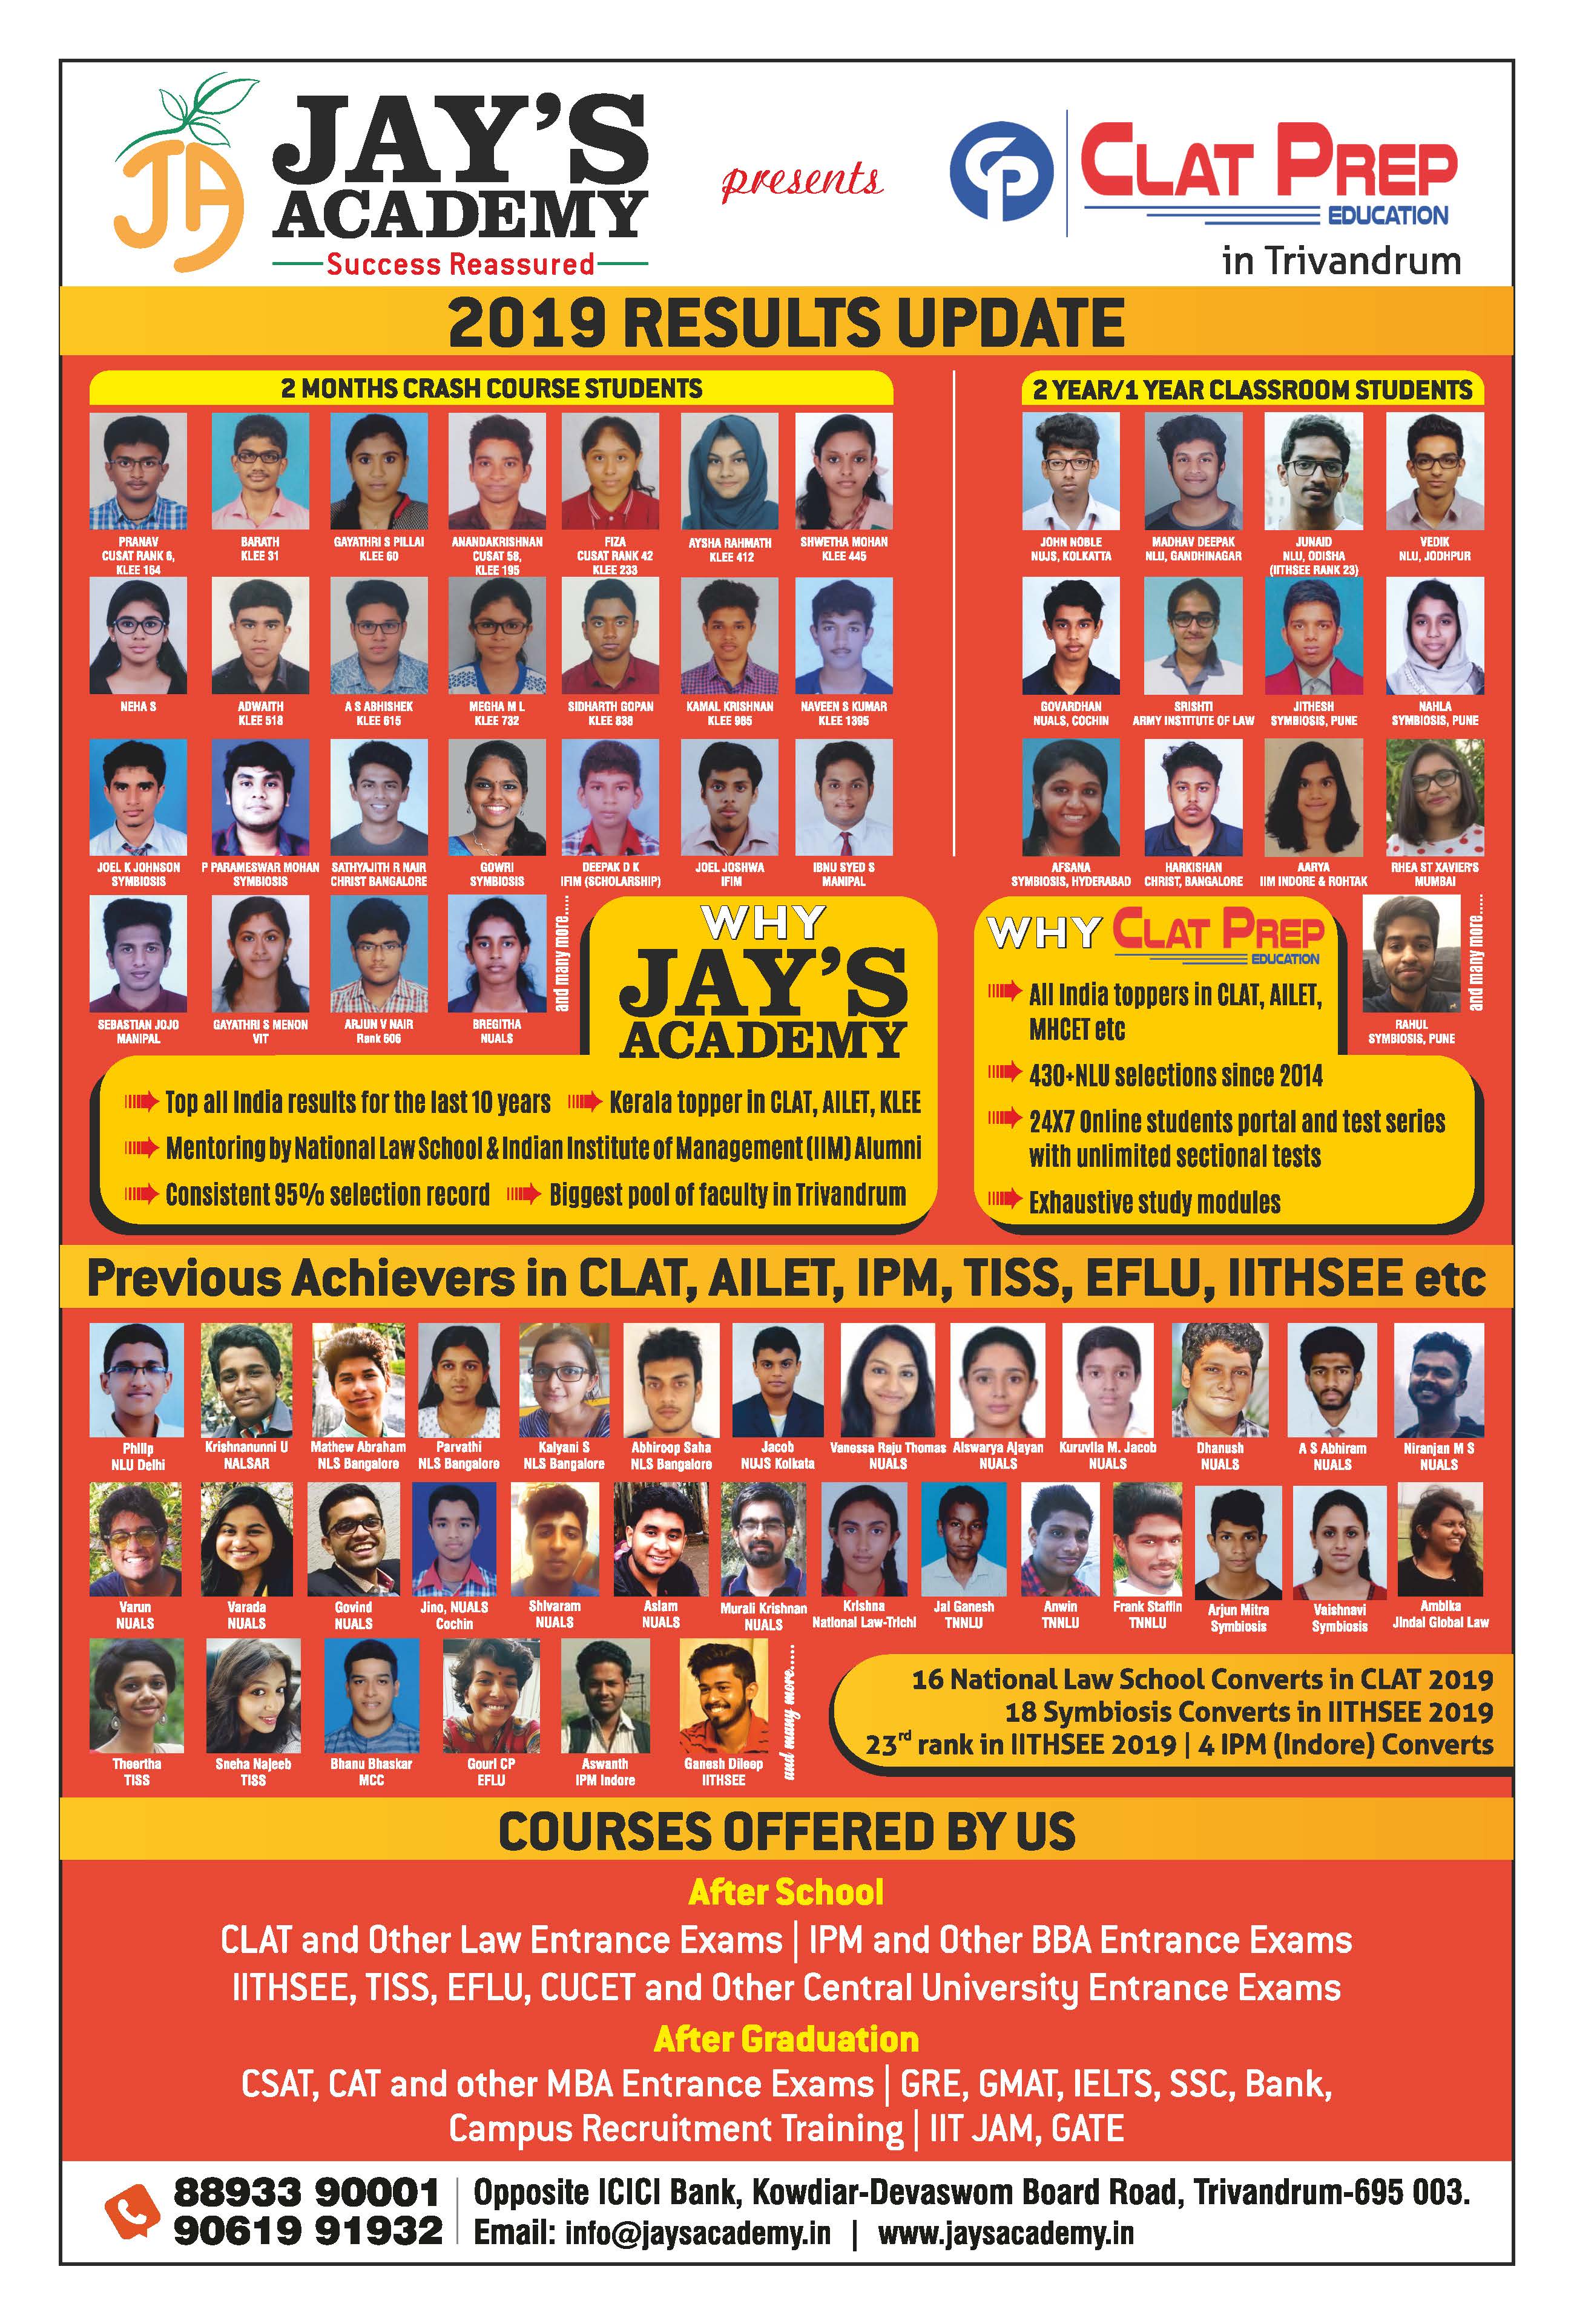 JA
JAY'S
ACADEMY
Success Reassured
presents
CP
CLAT PREP
EDUCATION
in Trivandrum
2019 RESULTS UPDATE
2 MONTHS CRASH COURSE STUDENTS
PRANAV
CUSAT RANK 6,
KLEE 164
BARATH
KLEE 31
GAYATHRI S PILLAI
KLEE 60
ANANDAKRISHNAN
CUSAT 58,
KLEE 195
FIZA
CUSAT RANK 42
KLEE 233
AYSHA RAHMATH
KLEE 412
SHWETHA MOHAN
KLEE 445
NEHA S
ADWAITH
KLEE 518
A S ABHISHEK
KLEE 615
MEGHA M L
KLEE 732
SIDHARTH GOPAN
KLEE 838
KAMAL KRISHNAN
KLEE 985
NAVEEN S KUMAR
KLEE 1395
JOEL K JOHNSON
SYMBIOSIS
P PARAMESWAR MOHAN
SYMBIOSIS
SATHYAJITH R NAIR
CHRIST BANGALORE
GOWRI
SYMBIOSIS
DEEPAK D K
IFIM (SCHOLARSHIP)
JOEL JOSHWA
IFIM
IBNU SYED S
MANIPAL
SEBASTIAN JOJO
MANIPAL
GAYATHRI S MENON
VIT
ARJUN V NAIR
Rank 606
BREGITHA
NUALS
and many more.....
2 YEAR/1 YEAR CLASSROOM STUDENTS
JOHN NOBLE
NUJS, KOLKATTA
MADHAV DEEPAK
NLU, GANDHINAGAR
JUNAID
NLU, ODISHA
(IITHSEE RANK 23)
VEDIK
NLU, JODHPUR
GOVARDHAN
NUALS, COCHIN
SRISHTI
ARMY INSTITUTE OF LAW
JITHESH
SYMBIOSIS, PUNE
NAHLA
SYMBIOSIS, PUNE
AFSANA
SYMBIOSIS, HYDERABAD
HARKISHAN
CHRIST, BANGALORE
AARYA
IIM INDORE & ROHTAK
RHEA ST XAVIER'S
MUMBAI
RAHUL
SYMBIOSIS, PUNE
and many more.....
WHY
JAY'S
ACADEMY
Top all India results for the last 10 years
Kerala topper in CLAT, AILET, KLEE
Mentoring by National Law School & Indian Institute of Management (IIM) Alumni
Consistent 95% selection record
Biggest pool of faculty in Trivandrum
WHY CLAT PREP
EDUCATION
All India toppers in CLAT, AILET,
MHCET etc
430+NLU selections since 2014
24X7 Online students portal and test series
with unlimited sectional tests
Exhaustive study modules
Previous Achievers in CLAT, AILET, IPM, TISS, EFLU, IITHSEE etc
Philip
NLU Delhi
Krishnanunni U
NALSAR
Mathew Abraham
NLS Bangalore
Parvathi
NLS Bangalore
Kalyani S
NLS Bangalore
Abhiroop Saha
NLS Bangalore
Jacob
NUJS Kolkata
Vanessa Raju Thomas
NUALS
Aiswarya Ajayan
NUALS
Kuruvila M. Jacob
NUALS
Dhanush
NUALS
A S Abhiram
NUALS
Niranjan M S
NUALS
Varun
NUALS
Varada
NUALS
Govind
NUALS
Jino, NUALS
Cochin
Shivaram
NUALS
Aslam
NUALS
Murali Krishnan
NUALS
Krishna
National Law-Trichi
Jai Ganesh
TNNLU
Anwin
TNNLU
Frank Staffin
TNNLU
Arjun Mitra
Symbiosis
Vaishnavi
Symbiosis
Ambika
Jindal Global Law
Theertha
TISS
Sneha Najeeb
TISS
Bhanu Bhaskar
MCC
Gouri CP
EFLU
Aswanth
IPM Indore
Ganesh Dileep
IITHSEE
and many more.....
16 National Law School Converts in CLAT 2019
18 Symbiosis Converts in IITHSEE 2019
23rd rank in IITHSEE 2019 | 4 IPM (Indore) Converts
COURSES OFFERED BY US
After School
CLAT and Other Law Entrance Exams | IPM and Other BBA Entrance Exams
IITHSEE, TISS, EFLU, CUCET and Other Central University Entrance Exams
After Graduation
CSAT, CAT and other MBA Entrance Exams | GRE, GMAT, IELTS, SSC, Bank,
Campus Recruitment Training | IIT JAM, GATE
88933 90001
90619 91932
Opposite ICICI Bank, Kowdiar-Devaswom Board Road, Trivandrum-695 003.
Email: info@jaysacademy.in | www.jaysacademy.in